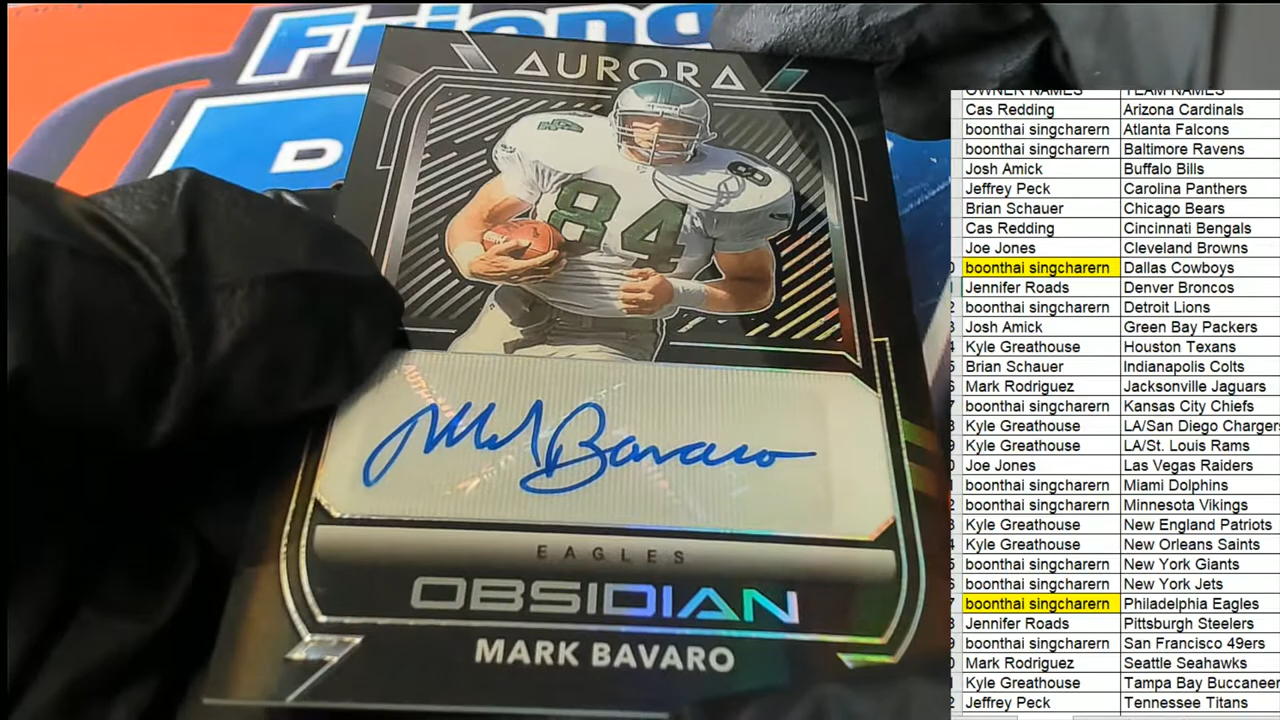 Frien
D
AURORA
84
84
84
Mark Bavaro
EAGLES
OBSIDIAN
MARK BAVARO
OWNER NAMES TEAM NAMES
Cas Redding Arizona Cardinals
boonthai singcharern Atlanta Falcons
boonthai singcharern Baltimore Ravens
Josh Amick Buffalo Bills
Jeffrey Peck Carolina Panthers
Brian Schauer Chicago Bears
Cas Redding Cincinnati Bengals
Joe Jones Cleveland Browns
boonthai singcharern Dallas Cowboys
Jennifer Roads Denver Broncos
boonthai singcharern Detroit Lions
Josh Amick Green Bay Packers
Kyle Greathouse Houston Texans
Brian Schauer Indianapolis Colts
Mark Rodriguez Jacksonville Jaguars
boonthai singcharern Kansas City Chiefs
Kyle Greathouse LA/San Diego Chargers
Kyle Greathouse LA/St. Louis Rams
Joe Jones Las Vegas Raiders
boonthai singcharern Miami Dolphins
boonthai singcharern Minnesota Vikings
Kyle Greathouse New England Patriots
Kyle Greathouse New Orleans Saints
boonthai singcharern New York Giants
boonthai singcharern New York Jets
boonthai singcharern Philadelphia Eagles
Jennifer Roads Pittsburgh Steelers
boonthai singcharern San Francisco 49ers
Mark Rodriguez Seattle Seahawks
Kyle Greathouse Tampa Bay Buccaneer
Jeffrey Peck Tennessee Titans